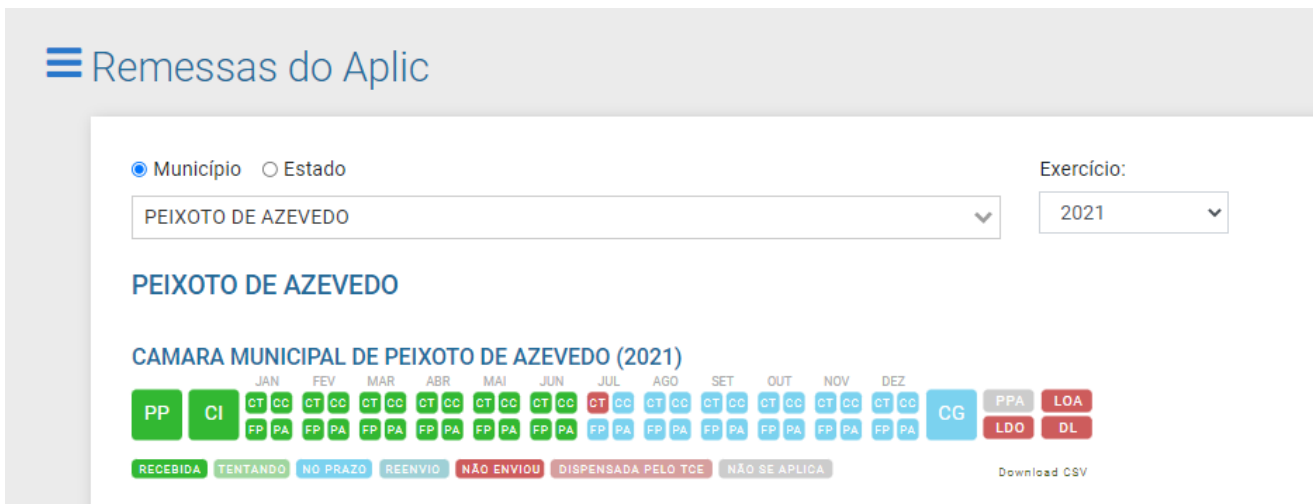 Remessas do Aplic
Município Estado Exercício:
PEIXOTO DE AZEVEDO 2021
PEIXOTO DE AZEVEDO
CAMARA MUNICIPAL DE PEIXOTO DE AZEVEDO (2021)
JAN FEV MAR ABR MAI JUN JUL AGO SET OUT NOV DEZ
PP CI CT CC CT CC CT CC CT CC CT CC CT CC CT CC CT CC CT CC CT CC CT CC CT CC CG PPA LOA
FP PA FP PA FP PA FP PA FP PA FP PA FP PA FP PA FP PA FP PA FP PA FP PA LDO DL
RECEBIDA TENTANDO NO PRAZO REENVIO NÃO ENVIOU DISPENSADA PELO TCE NÃO SE APLICA Download CSV